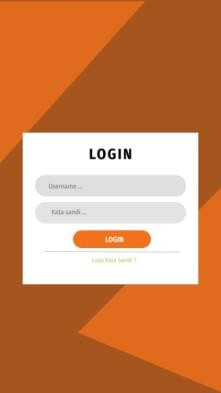 LOGIN
Username ...
Kata sandi ...
LOGIN
Lupa Kata Sandi ?